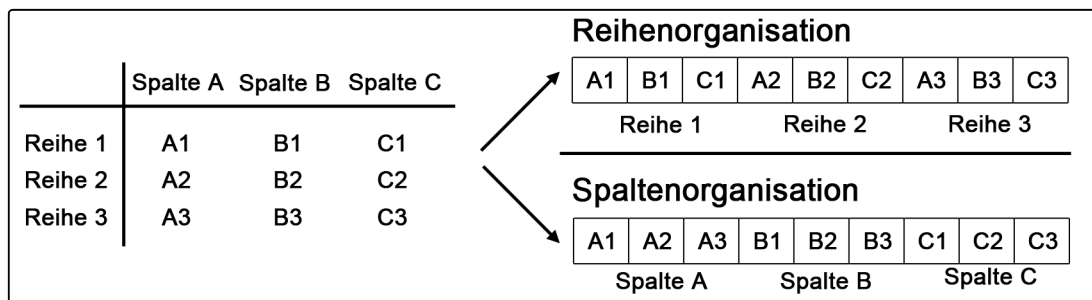 Spalte A Spalte B Spalte C
Reihe 1 A1 B1 C1
Reihe 2 A2 B2 C2
Reihe 3 A3 B3 C3
Reihenorganisation
A1 B1 C1 A2 B2 C2 A3 B3 C3
Reihe 1 Reihe 2 Reihe 3
Spaltenorganisation
A1 A2 A3 B1 B2 B3 C1 C2 C3
Spalte A Spalte B Spalte C